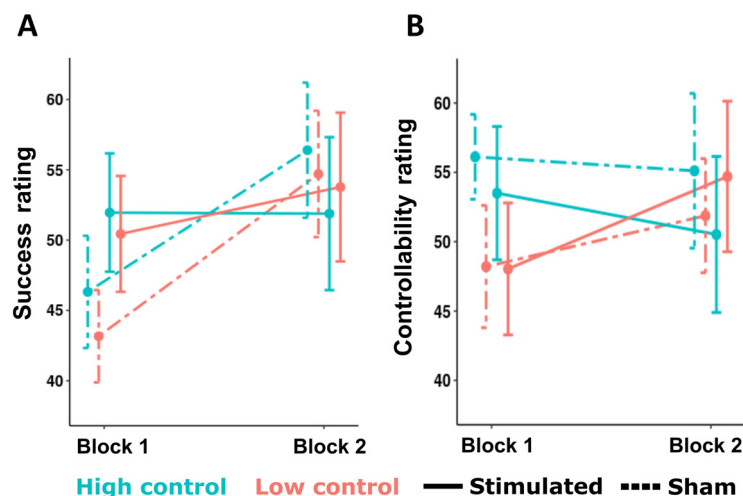 A
Success rating
60
55
50
45
40
Block 1 Block 2
B
Controllability rating
60
55
50
45
40
Block 1 Block 2
High control Low control Stimulated Sham